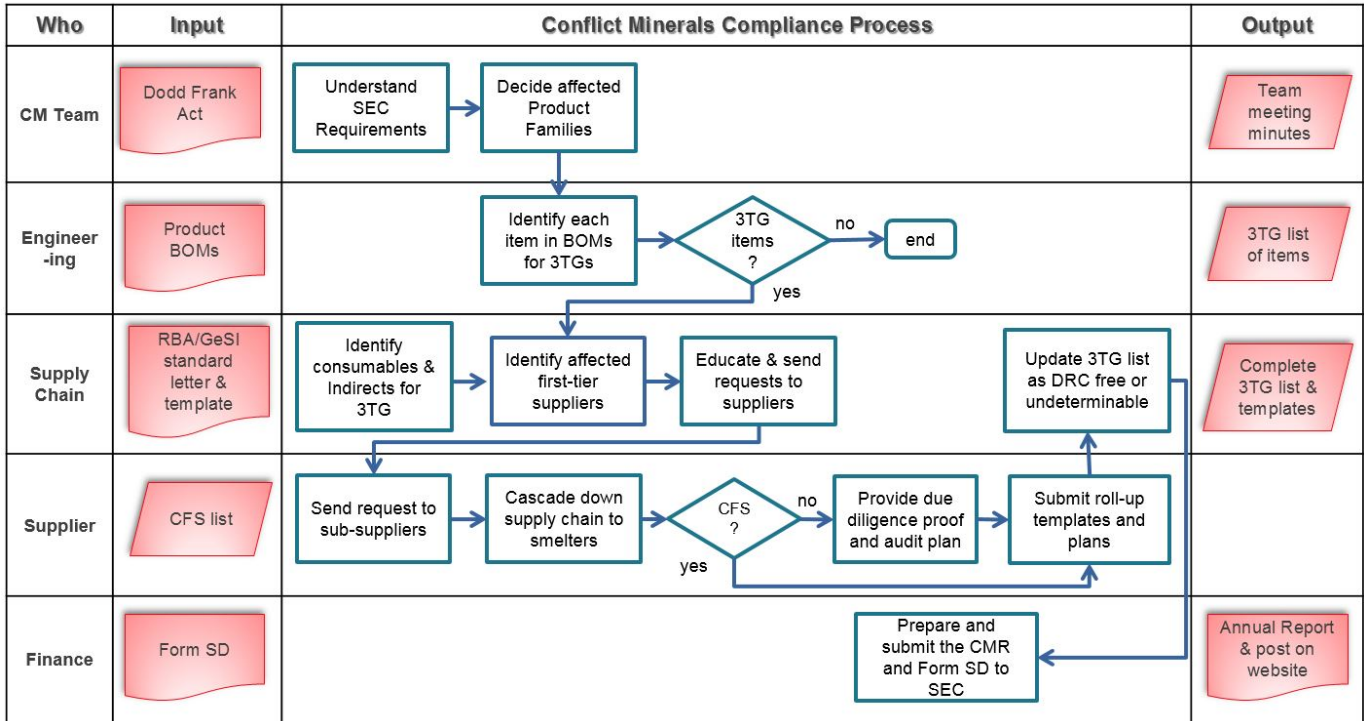 Who
Input
Conflict Minerals Compliance Process
Output
CM Team
Dodd Frank
Act
Understand
SEC
Requirements
Decide affected
Product
Families
Team
meeting
minutes
Engineer
-ing
Product
BOMs
Identify each
item in BOMs
for 3TGs
3TG
items
?
no
end
yes
3TG list
of items
Supply
Chain
RBA/GeSI
standard
letter &
template
Identify
consumables &
Indirects for
3TG
Identify affected
first-tier
suppliers
Educate & send
requests to
suppliers
Update 3TG list
as DRC free or
undeterminable
Complete
3TG list &
templates
Supplier
CFS list
Send request to
sub-suppliers
Cascade down
supply chain to
smelters
CFS
?
no
yes
Provide due
diligence proof
and audit plan
Submit roll-up
templates and
plans
Finance
Form SD
Prepare and
submit the CMR
and Form SD to
SEC
Annual Report
& post on
website